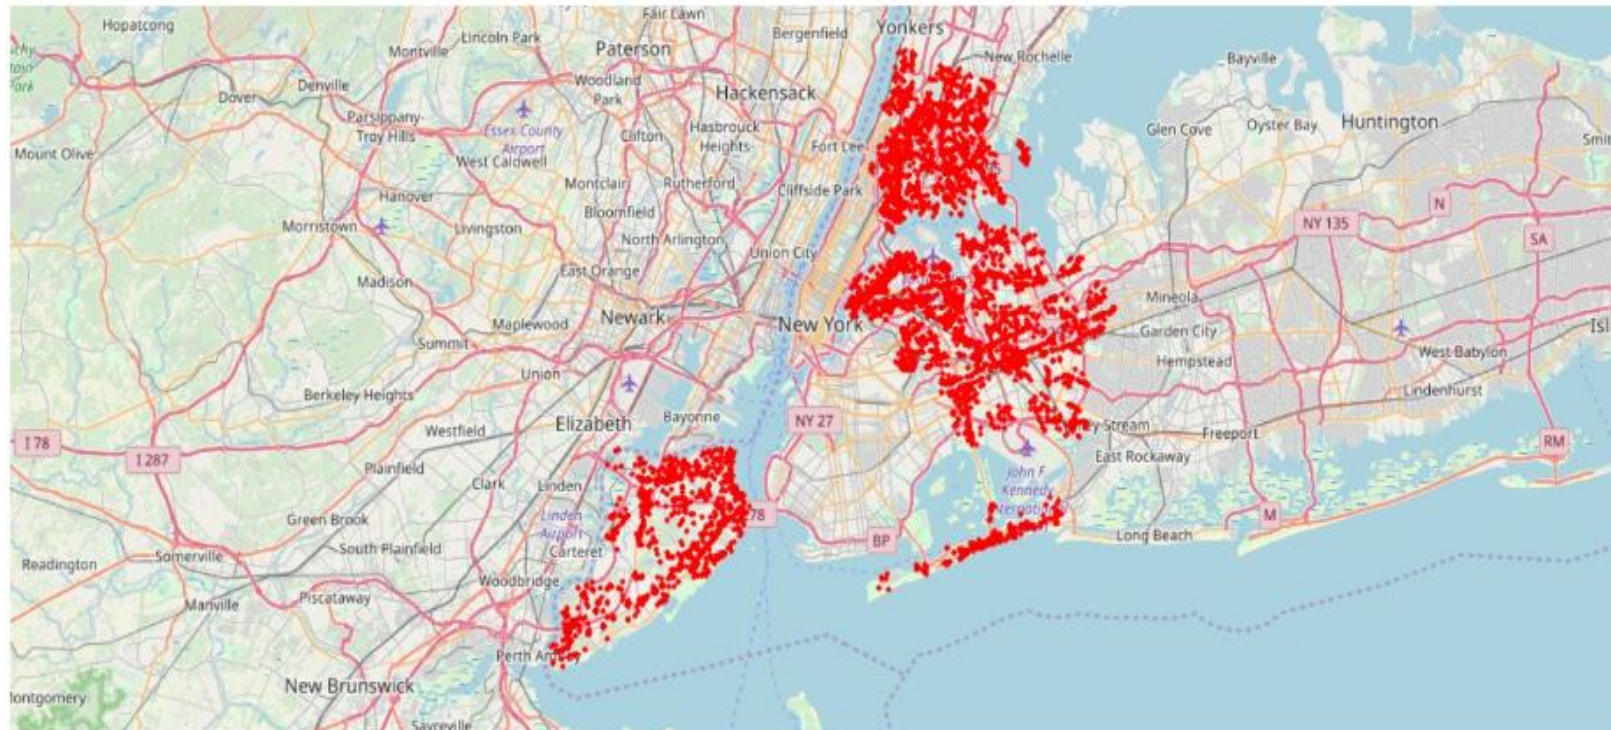 Hopatcong
Fair Lawn
Lincoln Park
Bergenfield
Yonkers
Montville
Paterson
New Rochelle
Bayville
Denville
Woodland
Park
Dover
Hackensack
Parsippany-
Troy Hills
Essex County
Airport
Clifton
Hasbrouck
Heights
Fort Lee
Glen Cove
Oyster Bay
Huntington
Mount Olive
West Caldwell
Montclair
Rutherford
Cliffside Park
Hanover
Bloomfield
N
Morristown
Livingston
North Arlington
Union City
NY 135
SA
East Orange
Madison
Mineola
Maplewood
Newark
New York
Garden City
Summit
Hempstead
West Babylon
Union
Berkeley Heights
Lindenhurst
Elizabeth
Bayonne
NY 27
I 78
Westfield
Freeport
I 287
Plainfield
East Rockaway
RM
Clark
Linden
John F
Kennedy
Linden
Airport
M
Green Brook
Carteret
BP
Long Beach
Somerville
South Plainfield
Readington
Woodbridge
Manville
Piscataway
New Brunswick
Sayreville